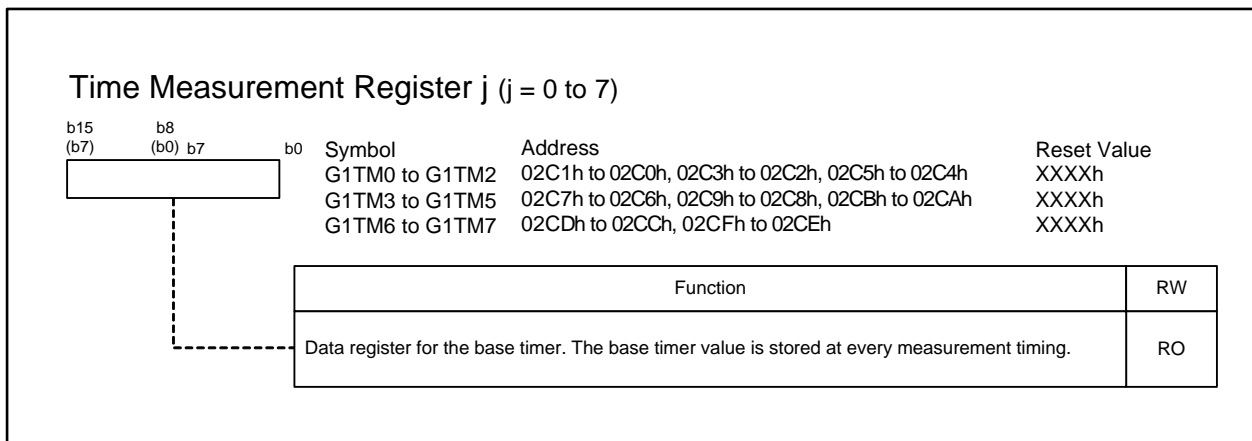 Time Measurement Register j (j = 0 to 7)
b15 b8
(b7) (b0) b7 b0 Symbol Address Reset Value
G1TM0 to G1TM2 02C1h to 02C0h, 02C3h to 02C2h, 02C5h to 02C4h XXXXh
G1TM3 to G1TM5 02C7h to 02C6h, 02C9h to 02C8h, 02CBh to 02CAh XXXXh
G1TM6 to G1TM7 02CDh to 02CCh, 02CFh to 02CEh XXXXh
Function RW
Data register for the base timer. The base timer value is stored at every measurement timing. RO